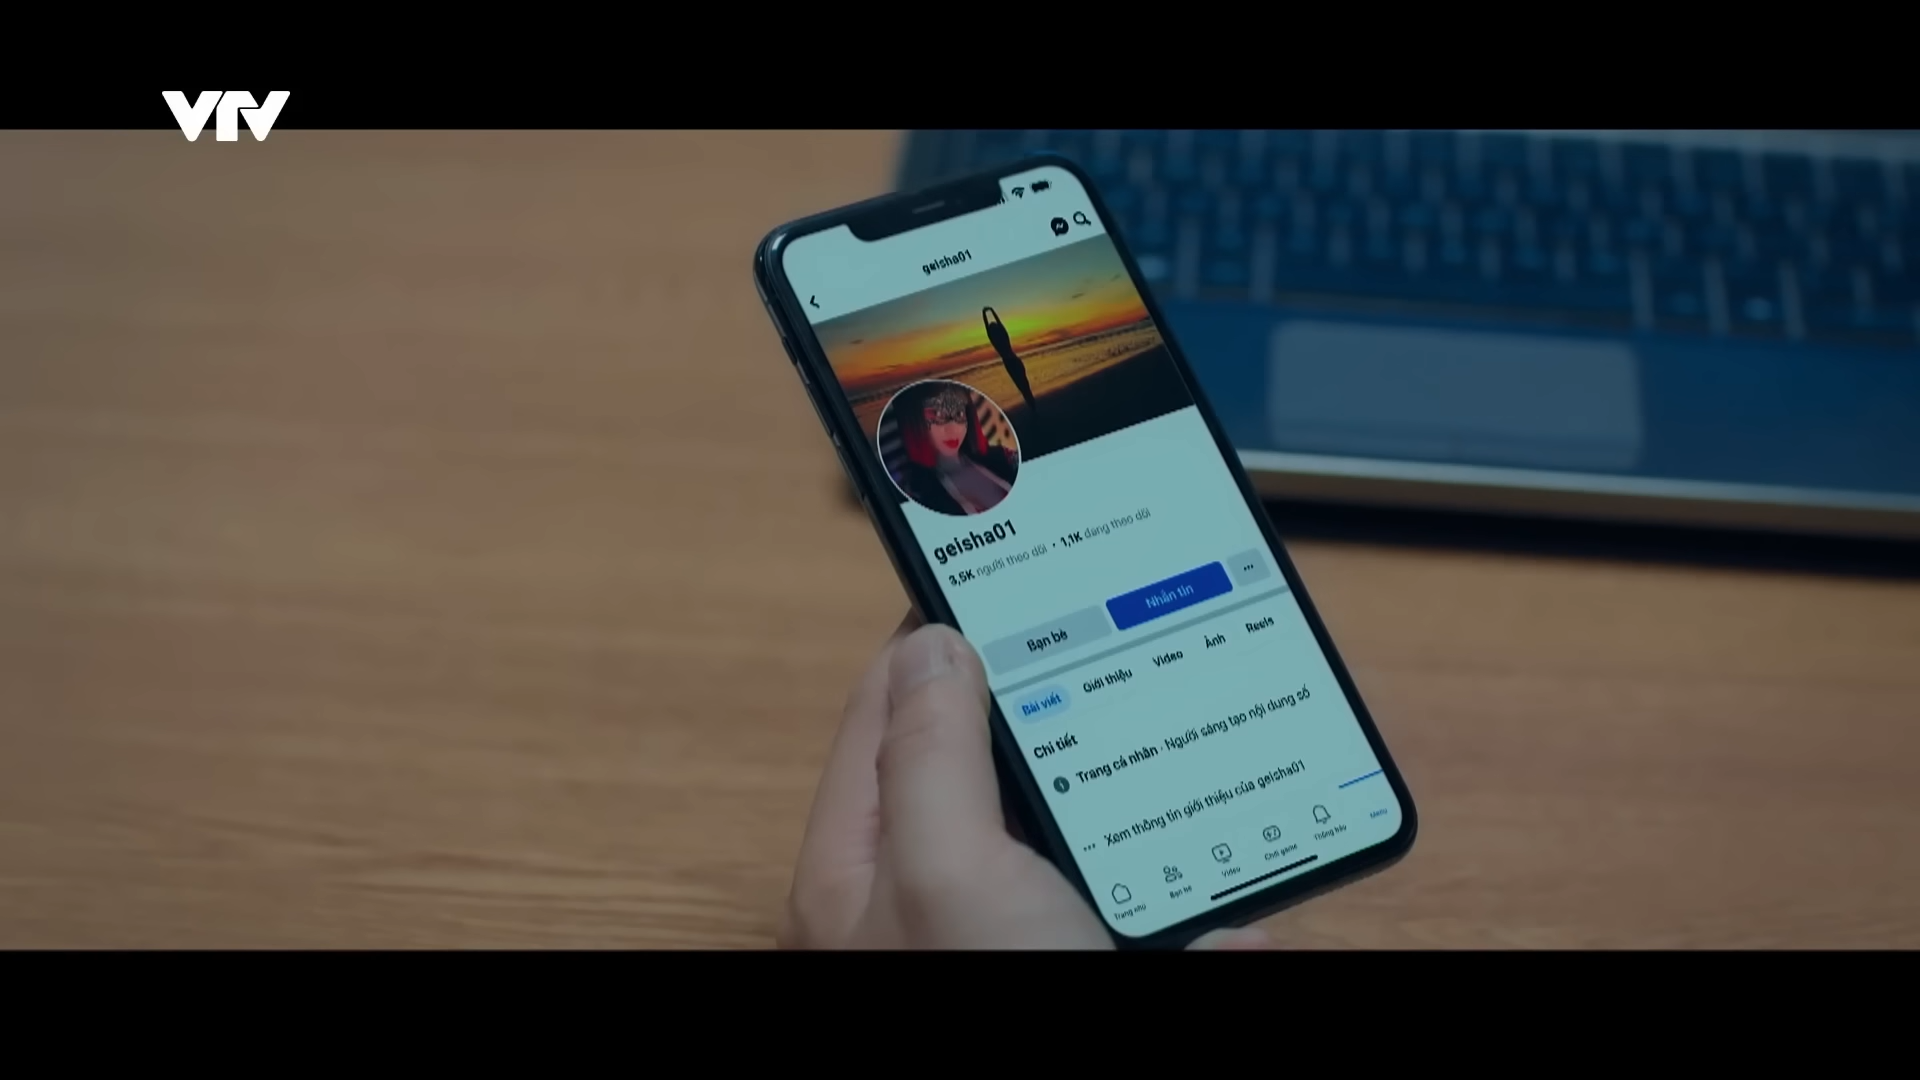 VTV
geisha01
geisha01
3,5K người theo dõi · 1,1K đang theo dõi
Bạn bè
Nhắn tin
Bài viết
Giới thiệu
Video
Ảnh
Reels
Chi tiết
Trang cá nhân · Người sáng tạo nội dung số
Xem thông tin giới thiệu của geisha01
Trang chủ
Bạn bè
Video
Chơi game
Thông báo
Menu